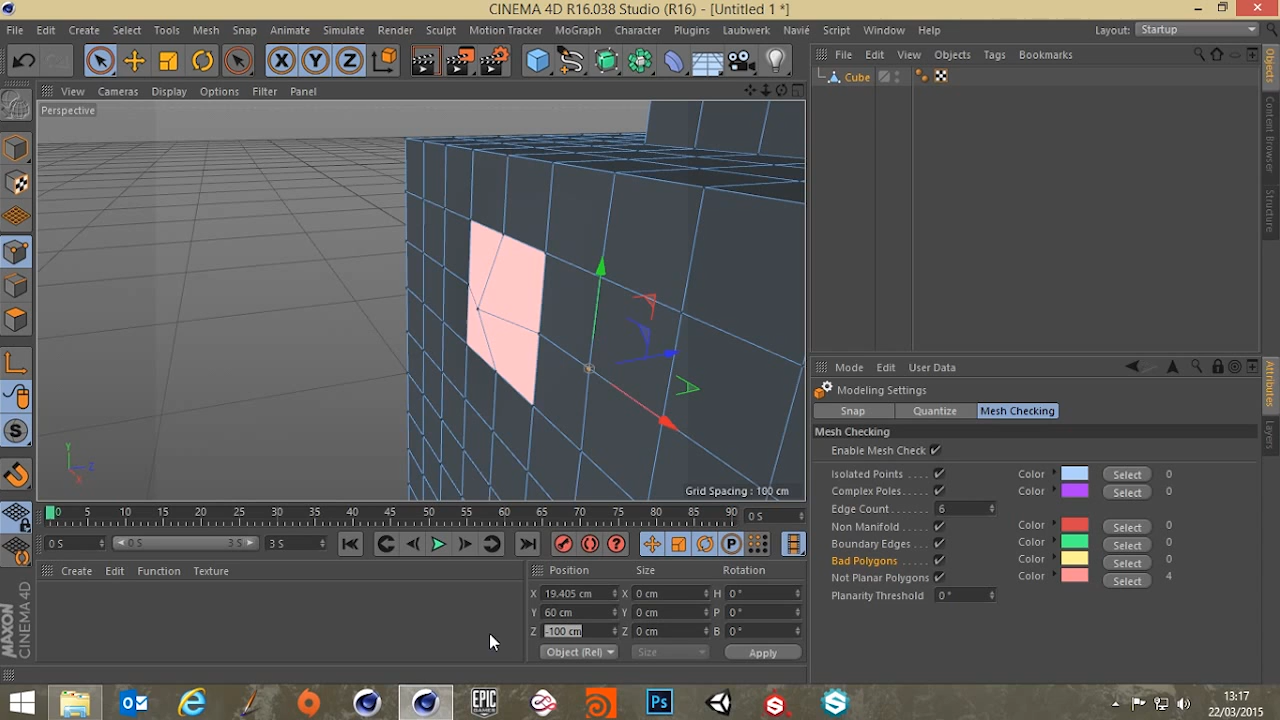 CINEMA 4D R16.038 Studio (R16) - [Untitled 1 *]
File Edit Create Select Tools Mesh Snap Animate Simulate Render Sculpt Motion Tracker MoGraph Character Plugins Laubwerk Navié Script Window Help Layout: Startup
File Edit View Objects Tags Bookmarks
Cube
View Cameras Display Options Filter Panel
Perspective
Grid Spacing : 100 cm
Y
Z
X
Objects
Content Browser
Structure
Attributes
Layers
Mode Edit User Data
Modeling Settings
Snap Quantize Mesh Checking
Mesh Checking
Enable Mesh Check
Isolated Points . . . . Color Select 0
Complex Poles. . . . Color Select 0
Edge Count . . . . 6
Non Manifold . . . . . Color Select 0
Boundary Edges . . . Color Select 0
Bad Polygons . . . . . Color Select 0
Not Planar Polygons Color Select 4
Planarity Threshold 0 °
0 5 10 15 20 25 30 35 40 45 50 55 60 65 70 75 80 85 90 0 S
0 S 0 S 3 S 3 S
Create Edit Function Texture
Position Size Rotation
X 19.405 cm X 0 cm H 0 °
Y 60 cm Y 0 cm P 0 °
Z -100 cm Z 0 cm B 0 °
Object (Rel) Size Apply
MAXON
CINEMA 4D
EPIC
GAMES
Ps
13:17
22/03/2015